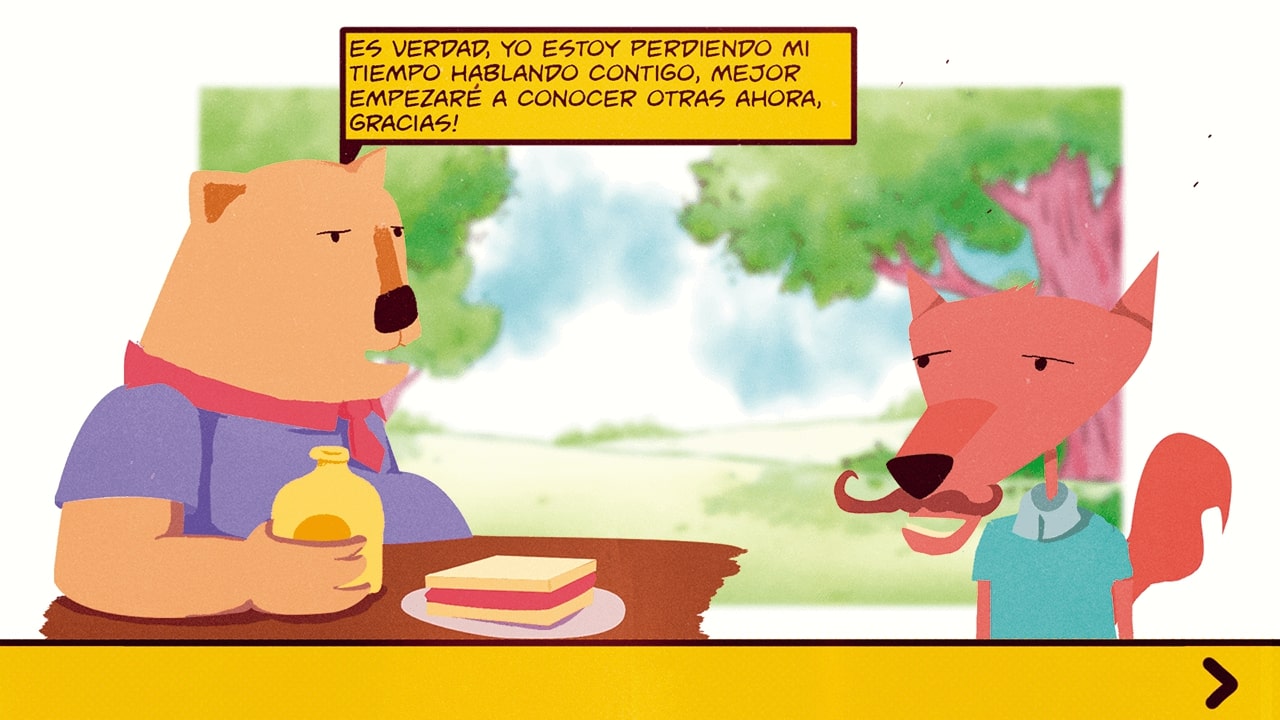 ES VERDAD, YO ESTOY PERDIENDO MI
TIEMPO HABLANDO CONTIGO, MEJOR
EMPEZARÉ A CONOCER OTRAS AHORA,
GRACIAS!